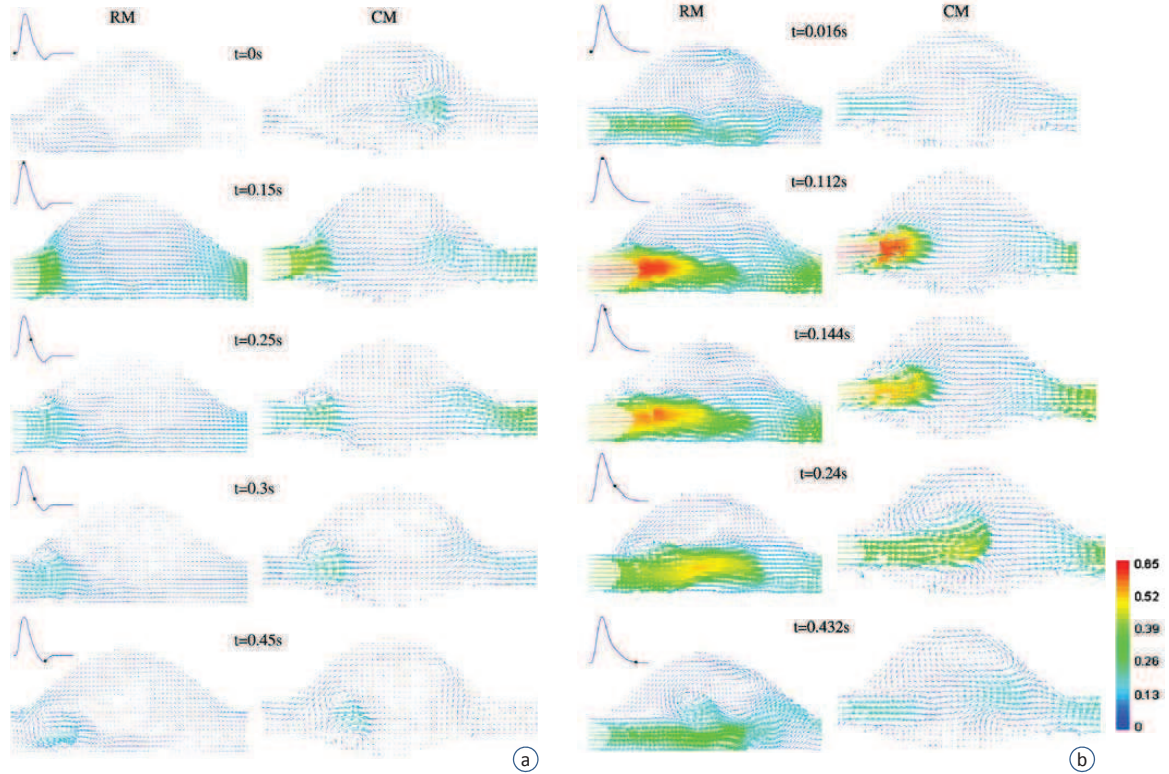 RM CM
t=0s
t=0.15s
t=0.25s
t=0.3s
t=0.45s
a
RM CM
t=0.016s
t=0.112s
t=0.144s
t=0.24s
t=0.432s
0.65
0.52
0.39
0.26
0.13
0
b